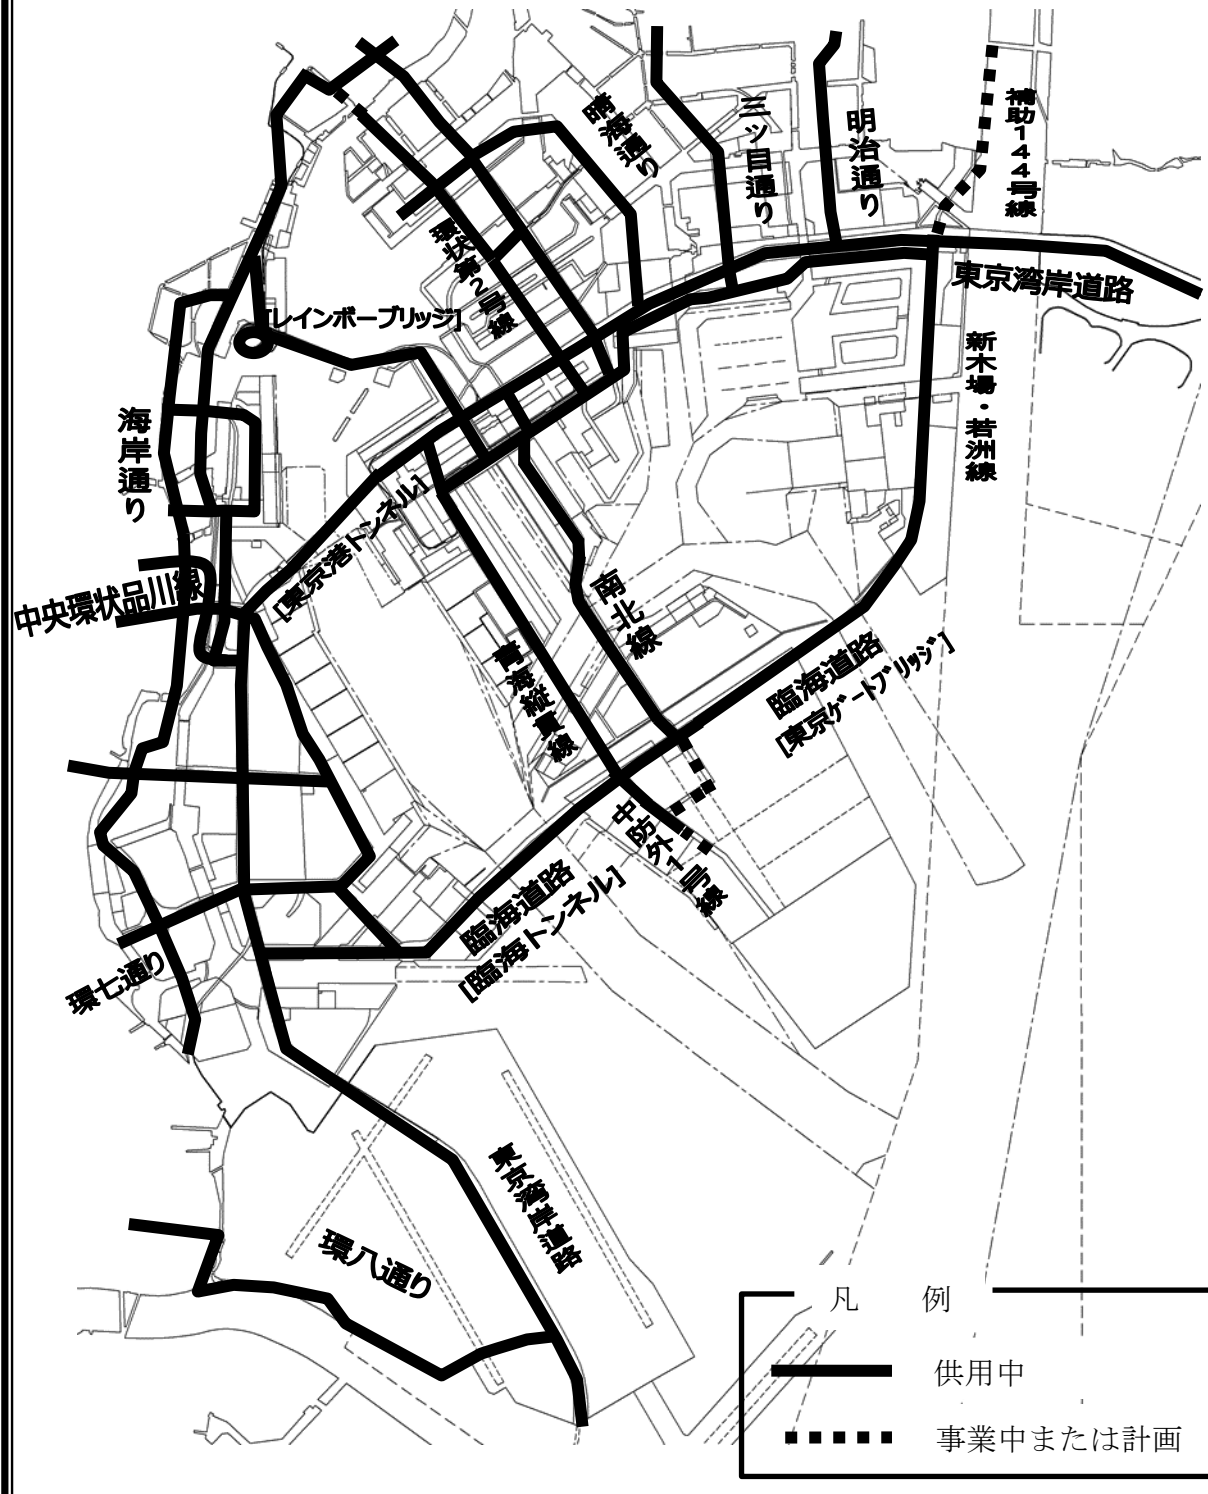 晴海通り
三ッ目通り
明治通り
補助144号線
環状第2号線
東京湾岸道路
[レインボーブリッジ]
新木場・若洲線
海岸通り
[東京港トンネル]
中央環状品川線
南北線
青海縦貫線
臨海道路
[東京ｹﾞｰﾄﾌﾞﾘｯｼﾞ]
中防外1号線
臨海道路
[臨海トンネル]
環七通り
東京湾岸道路
環八通り
凡　例
供用中
事業中または計画